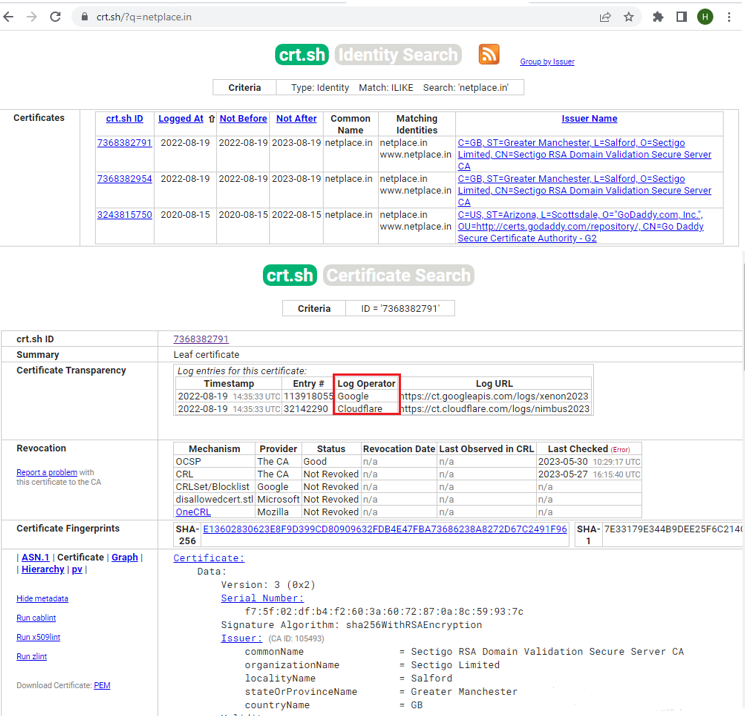 crt.sh/?q=netplace.in
H
crt.sh Identity Search Group by Issuer
Criteria Type: Identity Match: ILIKE Search: 'netplace.in'
Certificates
crt.sh ID Logged At ⇧ Not Before Not After Common Name Matching Identities Issuer Name
7368382791 2022-08-19 2022-08-19 2023-08-19 netplace.in netplace.in C=GB, ST=Greater Manchester, L=Salford, O=Sectigo
www.netplace.in Limited, CN=Sectigo RSA Domain Validation Secure Server
CA
7368382954 2022-08-19 2022-08-19 2023-08-19 netplace.in netplace.in C=GB, ST=Greater Manchester, L=Salford, O=Sectigo
www.netplace.in Limited, CN=Sectigo RSA Domain Validation Secure Server
CA
3243815750 2020-08-15 2020-08-15 2022-08-15 netplace.in netplace.in C=US, ST=Arizona, L=Scottsdale, O="GoDaddy.com, Inc.",
www.netplace.in OU=http://certs.godaddy.com/repository/, CN=Go Daddy
Secure Certificate Authority - G2
crt.sh Certificate Search
Criteria ID = '7368382791'
crt.sh ID 7368382791
Summary Leaf certificate
Certificate Transparency Log entries for this certificate:
Timestamp Entry # Log Operator Log URL
2022-08-19 14:35:33 UTC 113918055 Google https://ct.googleapis.com/logs/xenon2023
2022-08-19 14:35:33 UTC 32142290 Cloudflare https://ct.cloudflare.com/logs/nimbus2023
Revocation Mechanism Provider Status Revocation Date Last Observed in CRL Last Checked (Error)
OCSP The CA Good n/a n/a 2023-05-30 10:29:17 UTC
CRL The CA Not Revoked n/a n/a 2023-05-27 16:15:40 UTC
CRLSet/Blocklist Google Not Revoked n/a n/a n/a
disallowedcert.stl Microsoft Not Revoked n/a n/a n/a
OneCRL Mozilla Not Revoked n/a n/a n/a
Report a problem with
this certificate to the CA
Certificate Fingerprints SHA-256 E13602830623E8F9D399CD80909632FDB4E47FBA73686238A8272D67C2491F96 SHA-1 7E33179E344B9DEE25F6C214C
| ASN.1 | Certificate | Graph |
| Hierarchy | pv |
Hide metadata
Run cablint
Run x509lint
Run zlint
Download Certificate: PEM
Certificate:
Data:
Version: 3 (0x2)
Serial Number:
f7:5f:02:df:b4:f2:60:3a:60:72:87:0a:8c:59:93:7c
Signature Algorithm: sha256WithRSAEncryption
Issuer: (CA ID: 105493)
commonName = Sectigo RSA Domain Validation Secure Server CA
organizationName = Sectigo Limited
localityName = Salford
stateOrProvinceName = Greater Manchester
countryName = GB